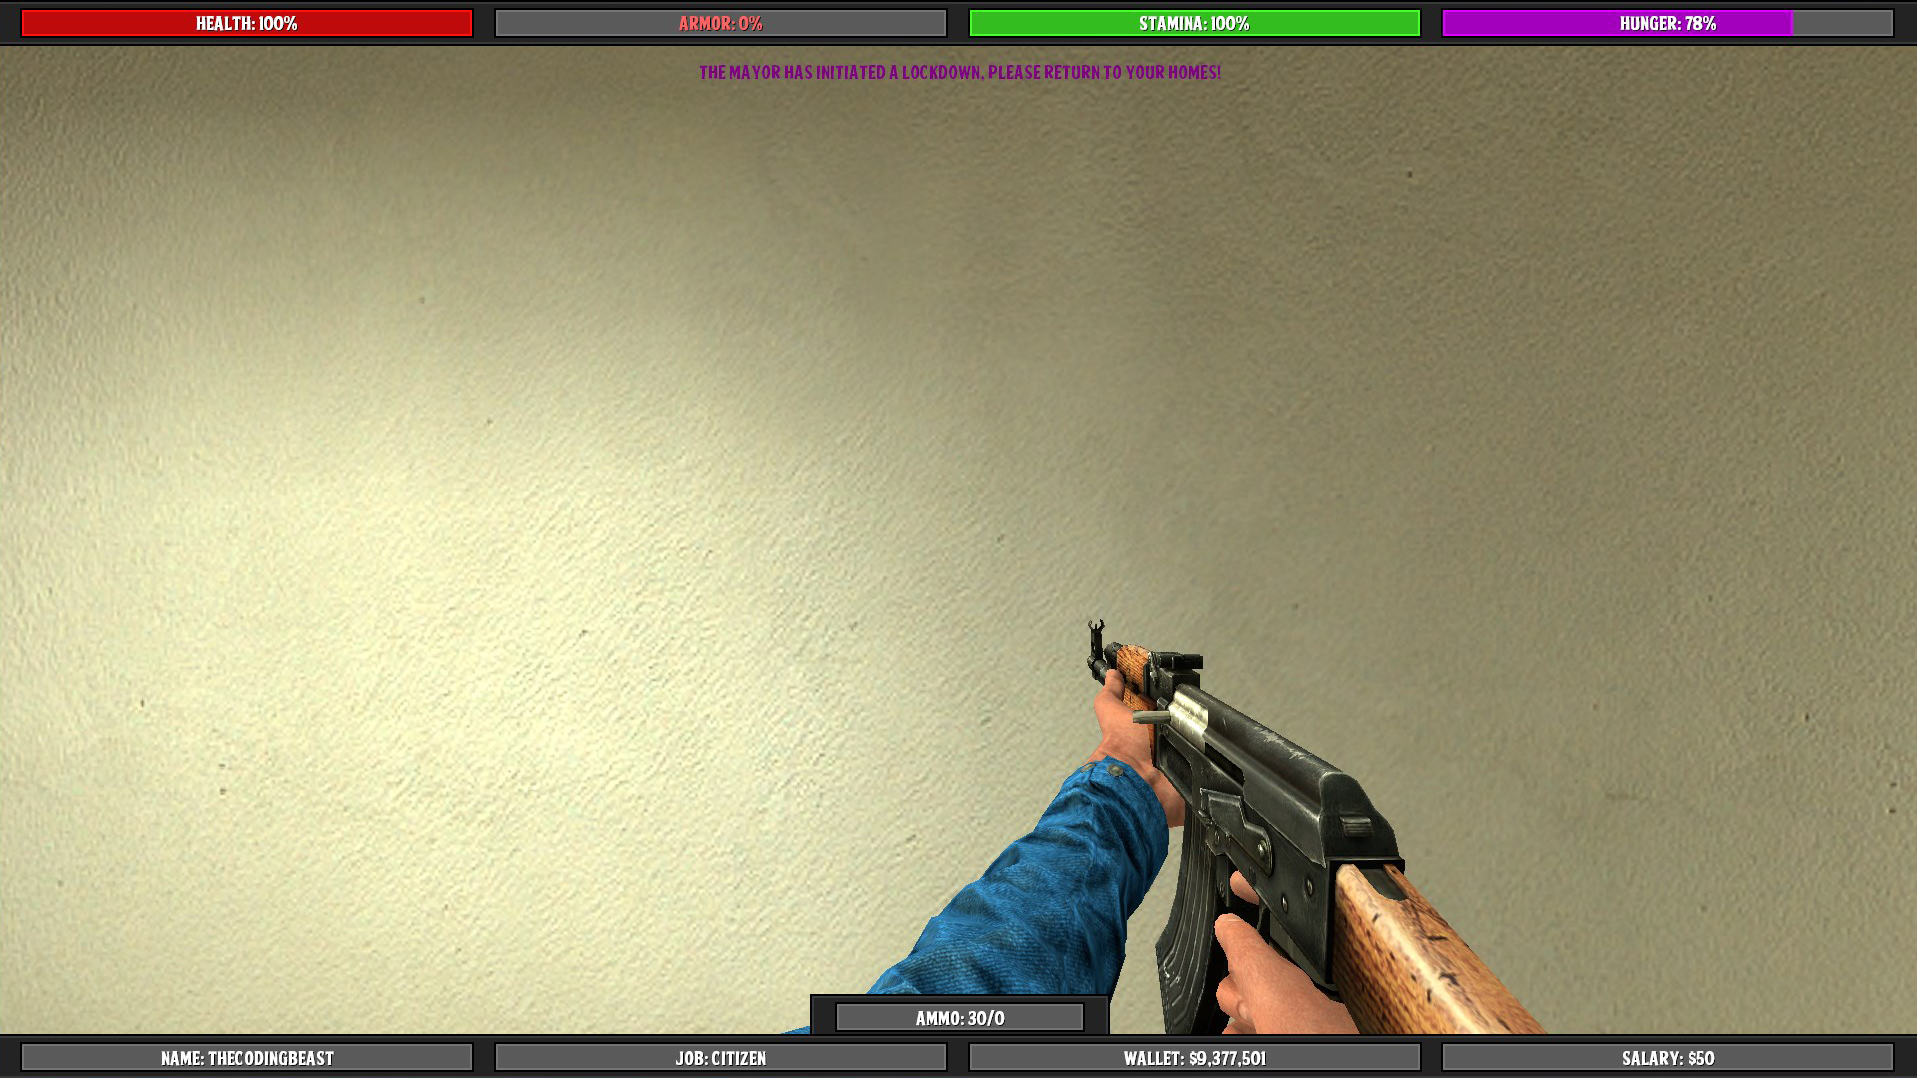 HEALTH: 100%
ARMOR: 0%
STAMINA: 100%
HUNGER: 78%
THE MAYOR HAS INITIATED A LOCKDOWN, PLEASE RETURN TO YOUR HOMES!
AMMO: 30/0
NAME: THECODINGBEAST
JOB: CITIZEN
WALLET: $9,377,501
SALARY: $50